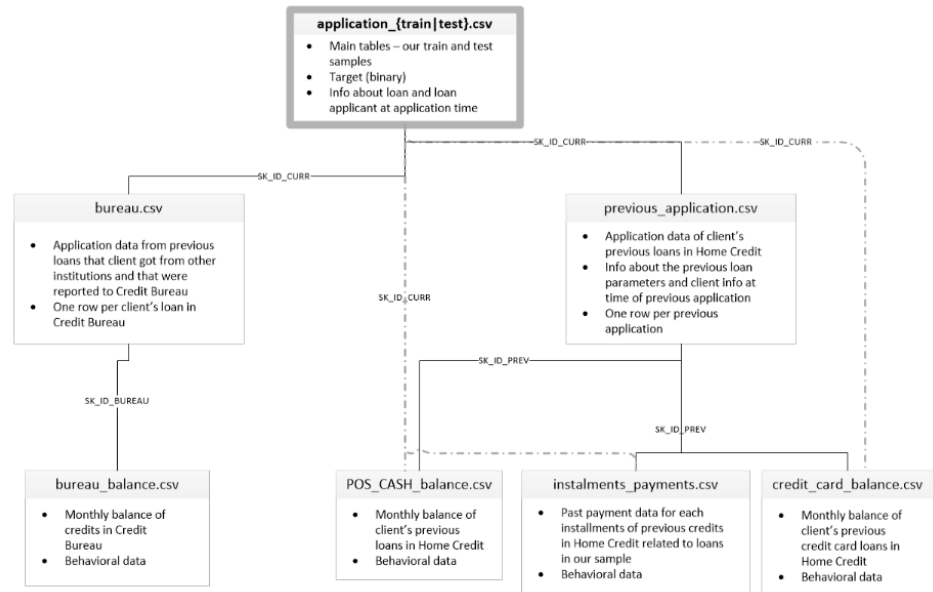 application_{train|test}.csv
• Main tables – our train and test
samples
• Target (binary)
• Info about loan and loan
applicant at application time
SK_ID_CURR
SK_ID_CURR
SK_ID_CURR
bureau.csv
• Application data from previous
loans that client got from other
institutions and that were
reported to Credit Bureau
• One row per client's loan in
Credit Bureau
previous_application.csv
• Application data of client's
previous loans in Home Credit
• Info about the previous loan
parameters and client info at
time of previous application
• One row per previous
application
SK_ID_CURR
SK_ID_PREV
SK_ID_BUREAU
SK_ID_PREV
bureau_balance.csv
• Monthly balance of
credits in Credit
Bureau
• Behavioral data
POS_CASH_balance.csv
• Monthly balance of
client's previous
loans in Home Credit
• Behavioral data
instalments_payments.csv
• Past payment data for each
installments of previous credits
in Home Credit related to loans
in our sample
• Behavioral data
credit_card_balance.csv
• Monthly balance of
client's previous
credit card loans in
Home Credit
• Behavioral data